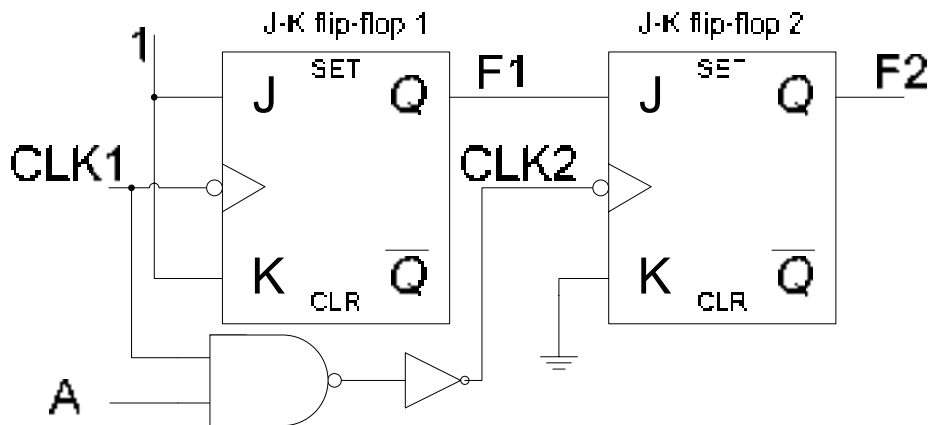 J-K flip-flop 1
J-K flip-flop 2
1
SET
SET
J
Q
F1
J
Q
F2
CLK1
CLK2
K
Q
K
Q
CLR
CLR
A